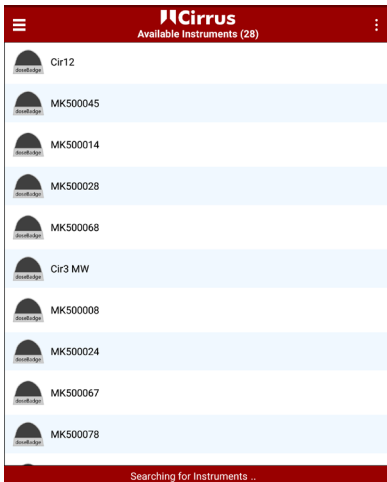 Cirrus
Available Instruments (28)
doseBadge
Cir12
doseBadge
MK500045
doseBadge
MK500014
doseBadge
MK500028
doseBadge
MK500068
doseBadge
Cir3 MW
doseBadge
MK500008
doseBadge
MK500024
doseBadge
MK500067
doseBadge
MK500078
Searching for Instruments ..